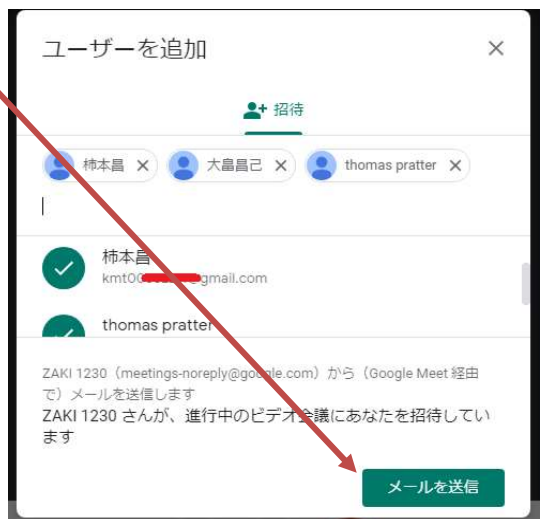 ユーザーを追加
招待
柿本昌 大畠昌己 thomas pratter
柿本昌
gmail.com
thomas pratter
ZAKI 1230（meetings-noreply@google.com）から（Google Meet 経由
で）メールを送信します
ZAKI 1230 さんが、進行中のビデオ会議にあなたを招待してい
ます
メールを送信